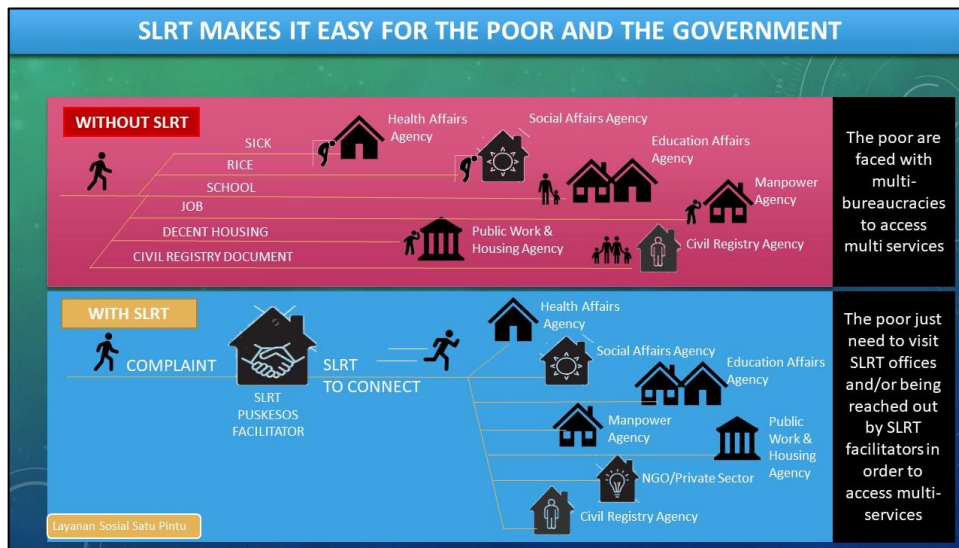 SLRT MAKES IT EASY FOR THE POOR AND THE GOVERNMENT
WITHOUT SLRT
SICK
RICE
SCHOOL
JOB
DECENT HOUSING
CIVIL REGISTRY DOCUMENT
Health Affairs
Agency
Social Affairs Agency
Education Affairs
Agency
Manpower
Agency
Public Work &
Housing Agency
Civil Registry Agency
The poor are
faced with
multi-
bureaucracies
to access
multi services
WITH SLRT
COMPLAINT
SLRT
PUSKESOS
FACILITATOR
SLRT
TO CONNECT
Health Affairs
Agency
Social Affairs Agency
Education Affairs
Agency
Manpower
Agency
Public
Work &
Housing
Agency
NGO/Private Sector
Civil Registry Agency
The poor just
need to visit
SLRT offices
and/or being
reached out
by SLRT
facilitators in
order to
access multi-
services
Layanan Sosial Satu Pintu